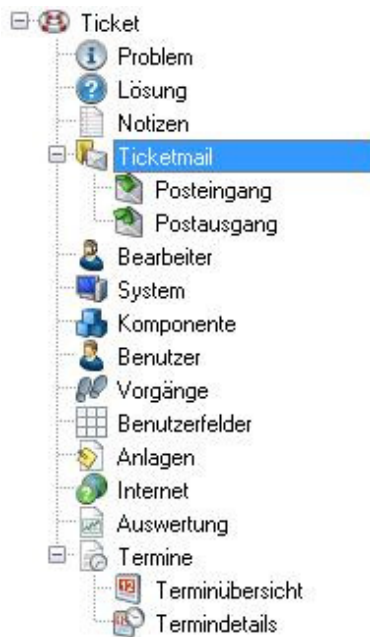 Ticket
Problem
Lösung
Notizen
Ticketmail
Posteingang
Postausgang
Bearbeiter
System
Komponente
Benutzer
Vorgänge
Benutzerfelder
Anlagen
Internet
Auswertung
Termine
Terminübersicht
Termindetails